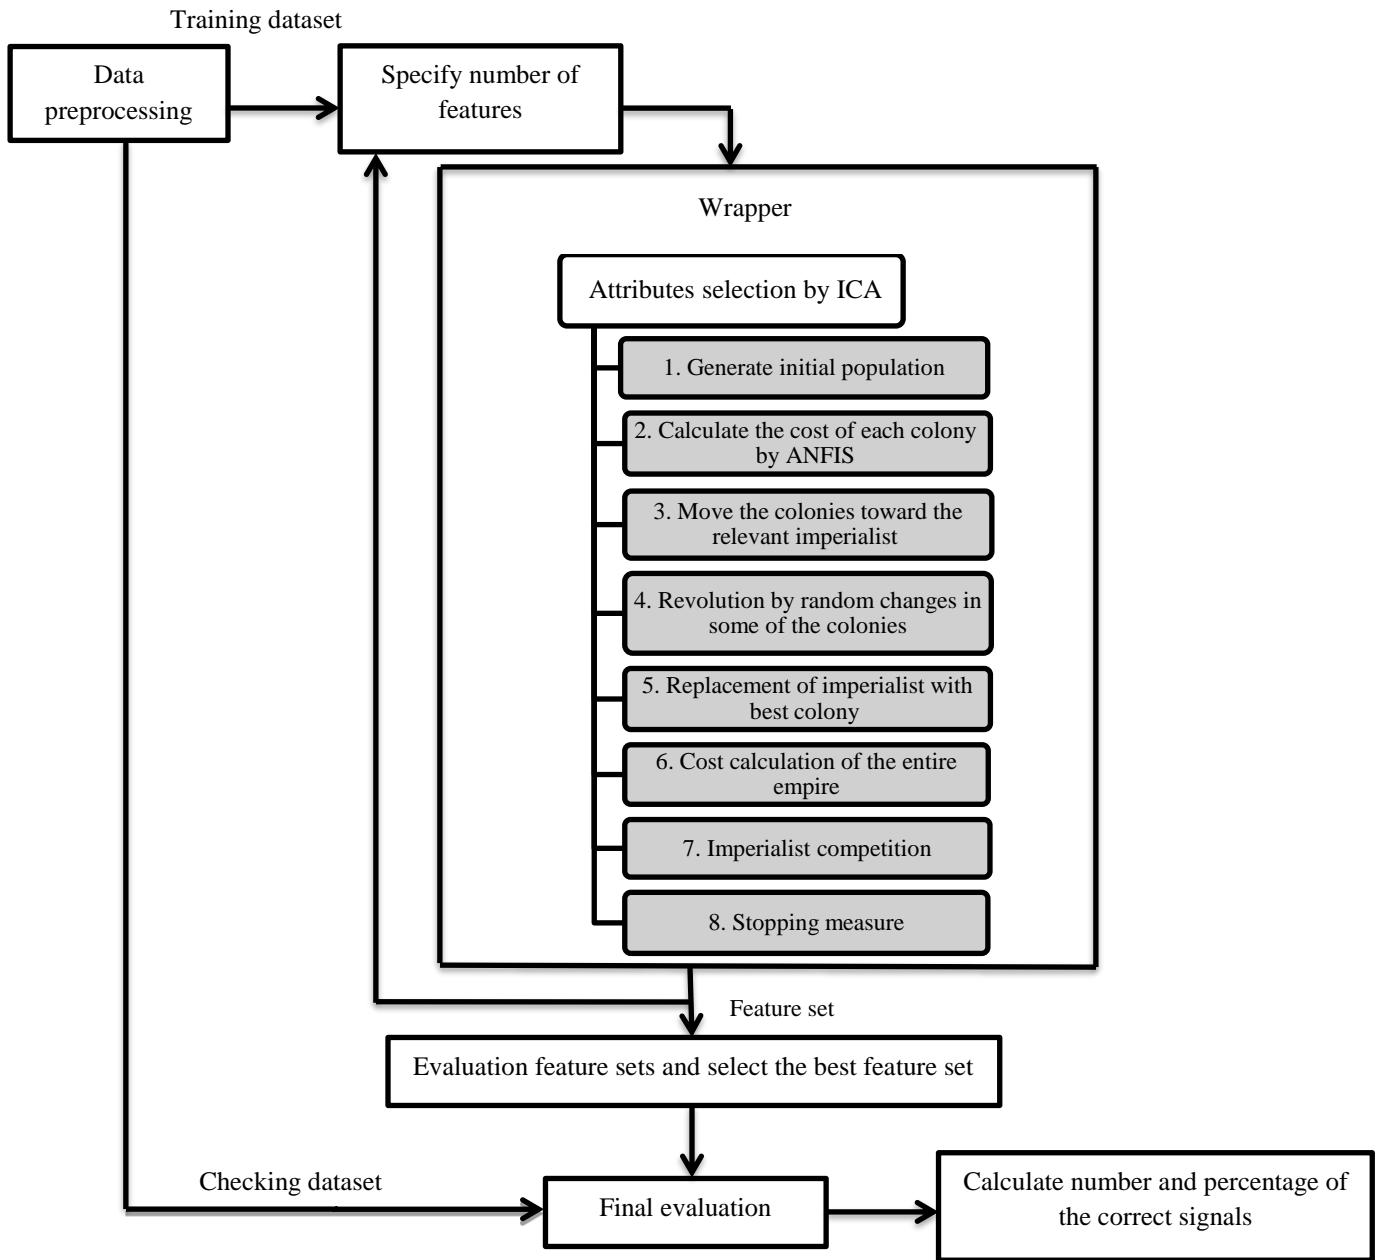 Training dataset
Data
preprocessing
Specify number of
features
Wrapper
Attributes selection by ICA
1. Generate initial population
2. Calculate the cost of each colony
by ANFIS
3. Move the colonies toward the
relevant imperialist
4. Revolution by random changes in
some of the colonies
5. Replacement of imperialist with
best colony
6. Cost calculation of the entire
empire
7. Imperialist competition
8. Stopping measure
Feature set
Evaluation feature sets and select the best feature set
Checking dataset
Final evaluation
Calculate number and percentage of
the correct signals